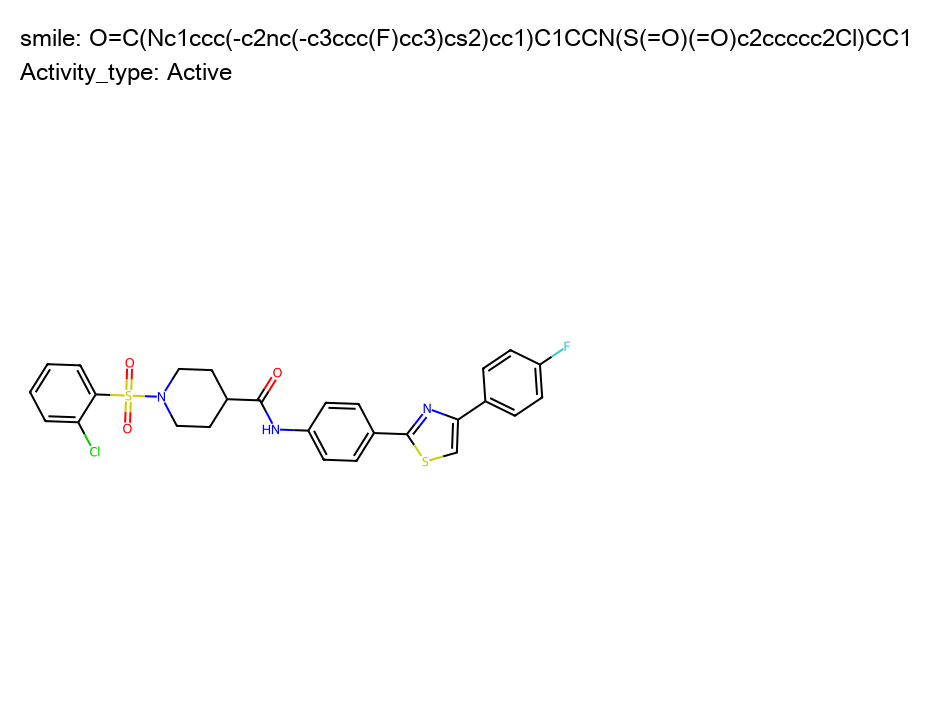 smile: O=C(Nc1ccc(-c2nc(-c3ccc(F)cc3)cs2)cc1)C1CCN(S(=O)(=O)c2ccccc2Cl)CC1
Activity_type: Active
F
O
O
N
S
N
HN
O
Cl
S